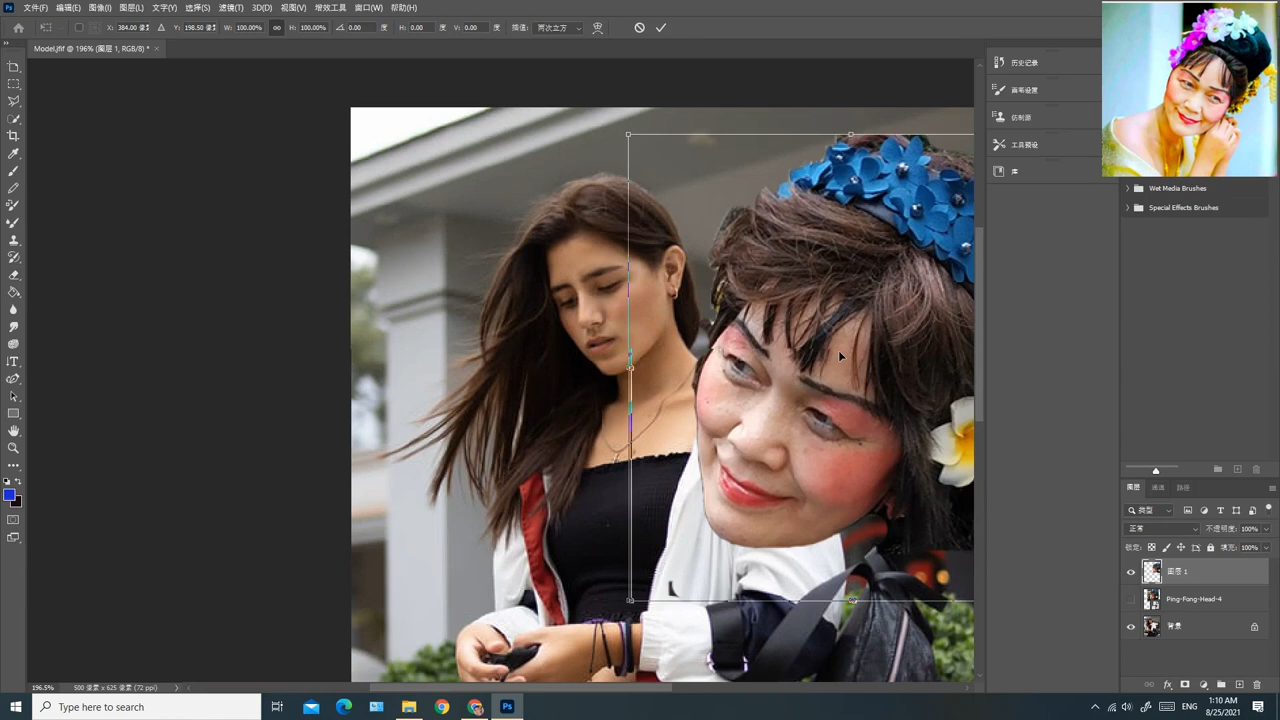 文件(F) 编辑(E) 图像(I) 图层(L) 文字(Y) 选择(S) 滤镜(T) 3D(D) 视图(V) 增效工具 窗口(W) 帮助(H)
X: 384.00 像素 Y: 198.50 像素 W: 100.00% H: 100.00% 0.00 度 H: 0.00 度 V: 0.00 度 插值: 两次立方
Model.jfif @ 196% (图层 1, RGB/8) *
历史记录
画笔设置
仿制源
工具预设
库
Wet Media Brushes
Special Effects Brushes
图层 通道 路径
类型
正常 不透明度: 100%
锁定: 填充: 100%
图层 1
Ping-Fong-Head-4
背景
196.5% 500 像素 x 625 像素 (72 ppi)
Type here to search
Ps
ENG
1:10 AM
8/25/2021